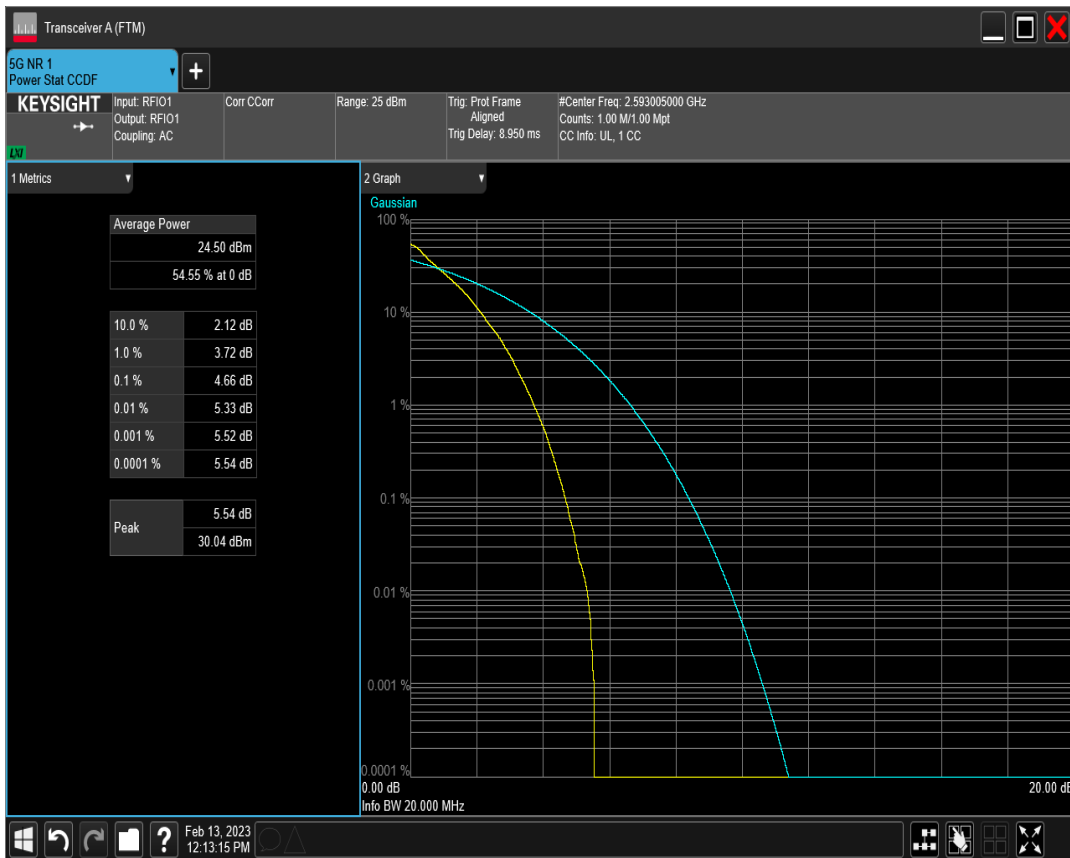 Transceiver A (FTM)
5G NR 1
Power Stat CCDF
+
KEYSIGHT
LXI
Input: RFIO1
Output: RFIO1
Coupling: AC
Corr CCorr
Range: 25 dBm
Trig: Prot Frame
Aligned
Trig Delay: 8.950 ms
#Center Freq: 2.593005000 GHz
Counts: 1.00 M/1.00 Mpt
CC Info: UL, 1 CC
1 Metrics
Average Power
24.50 dBm
54.55 % at 0 dB
10.0 % 2.12 dB
1.0 % 3.72 dB
0.1 % 4.66 dB
0.01 % 5.33 dB
0.001 % 5.52 dB
0.0001 % 5.54 dB
Peak
5.54 dB
30.04 dBm
2 Graph
Gaussian
100 %
10 %
1 %
0.1 %
0.01 %
0.001 %
0.0001 %
0.00 dB 20.00 dB
Info BW 20.000 MHz
?
Feb 13, 2023
12:13:15 PM